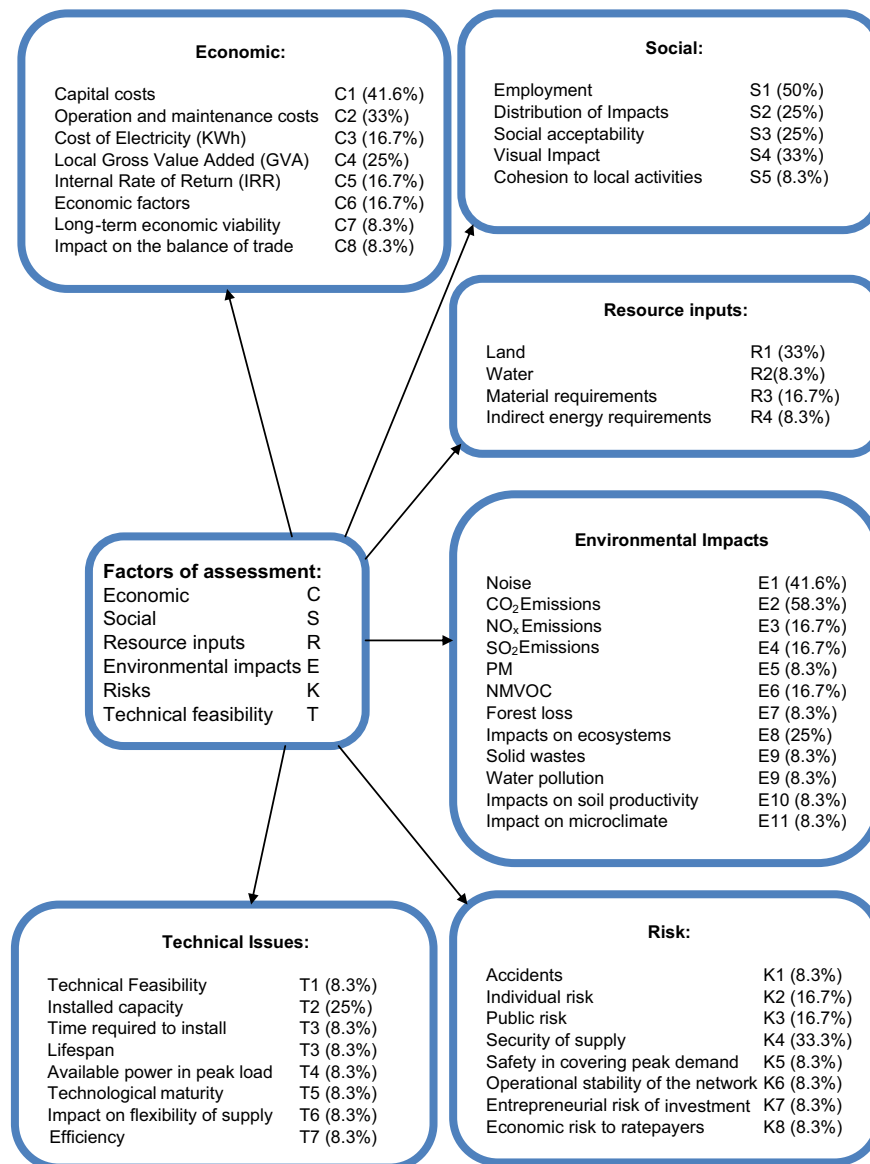 Economic:
Capital costs C1 (41.6%)
Operation and maintenance costs C2 (33%)
Cost of Electricity (KWh) C3 (16.7%)
Local Gross Value Added (GVA) C4 (25%)
Internal Rate of Return (IRR) C5 (16.7%)
Economic factors C6 (16.7%)
Long-term economic viability C7 (8.3%)
Impact on the balance of trade C8 (8.3%)
Social:
Employment S1 (50%)
Distribution of Impacts S2 (25%)
Social acceptability S3 (25%)
Visual Impact S4 (33%)
Cohesion to local activities S5 (8.3%)
Resource inputs:
Land R1 (33%)
Water R2(8.3%)
Material requirements R3 (16.7%)
Indirect energy requirements R4 (8.3%)
Factors of assessment:
Economic C
Social S
Resource inputs R
Environmental impacts E
Risks K
Technical feasibility T
Environmental Impacts
Noise E1 (41.6%)
CO₂Emissions E2 (58.3%)
NOₓEmissions E3 (16.7%)
SO₂Emissions E4 (16.7%)
PM E5 (8.3%)
NMVOC E6 (16.7%)
Forest loss E7 (8.3%)
Impacts on ecosystems E8 (25%)
Solid wastes E9 (8.3%)
Water pollution E9 (8.3%)
Impacts on soil productivity E10 (8.3%)
Impact on microclimate E11 (8.3%)
Technical Issues:
Technical Feasibility T1 (8.3%)
Installed capacity T2 (25%)
Time required to install T3 (8.3%)
Lifespan T3 (8.3%)
Available power in peak load T4 (8.3%)
Technological maturity T5 (8.3%)
Impact on flexibility of supply T6 (8.3%)
Efficiency T7 (8.3%)
Risk:
Accidents K1 (8.3%)
Individual risk K2 (16.7%)
Public risk K3 (16.7%)
Security of supply K4 (33.3%)
Safety in covering peak demand K5 (8.3%)
Operational stability of the network K6 (8.3%)
Entrepreneurial risk of investment K7 (8.3%)
Economic risk to ratepayers K8 (8.3%)